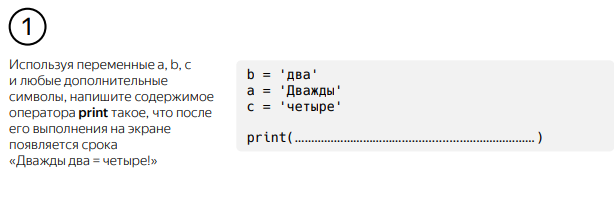 1
Используя переменные a, b, c
и любые дополнительные
символы, напишите содержимое
оператора print такое, что после
его выполнения на экране
появляется срока
«Дважды два = четыре!»
b = 'два'
a = 'Дважды'
c = 'четыре'
print(……………………………………………………………………)